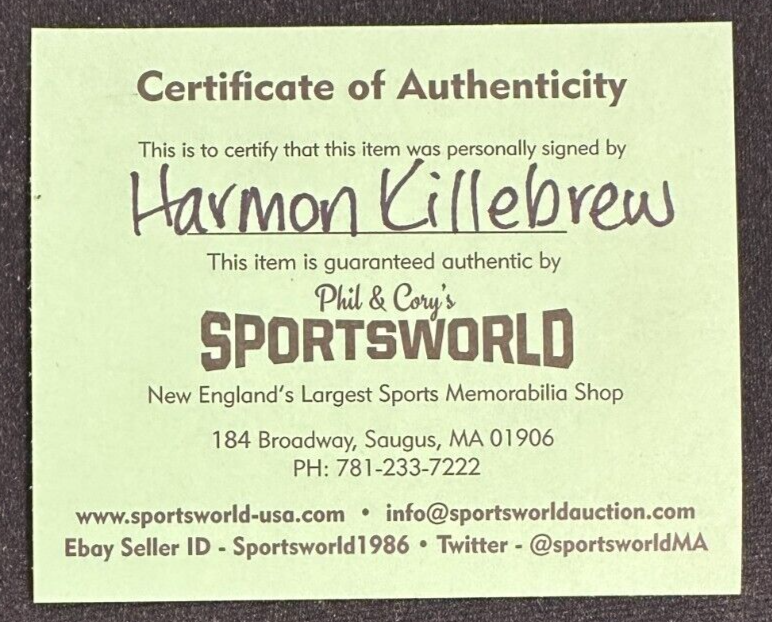 Certificate of Authenticity
This is to certify that this item was personally signed by
Harmon Killebrew
This item is guaranteed authentic by
Phil & Cory's
SPORTSWORLD
New England's Largest Sports Memorabilia Shop
184 Broadway, Saugus, MA 01906
PH: 781-233-7222
www.sportsworld-usa.com • info@sportsworldauction.com
Ebay Seller ID - Sportsworld1986 • Twitter - @sportsworldMA